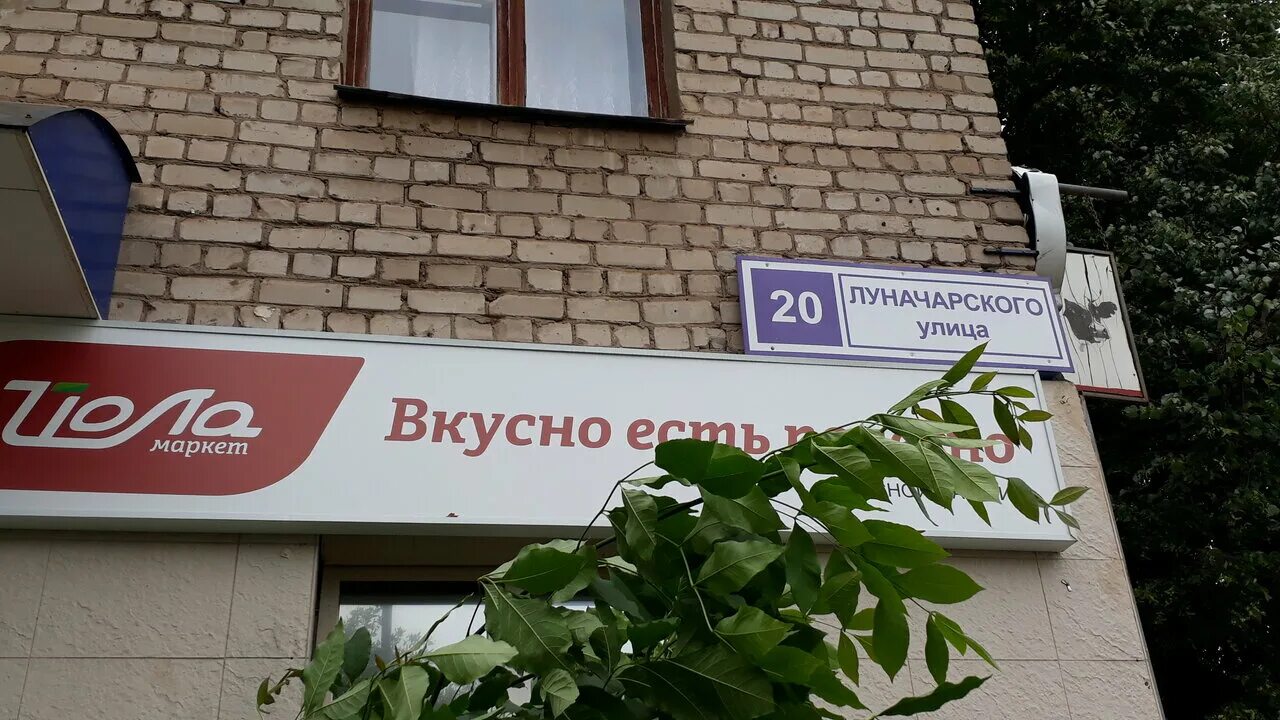 20
ЛУНАЧАРСКОГО
улица
Йола
маркет
Вкусно есть